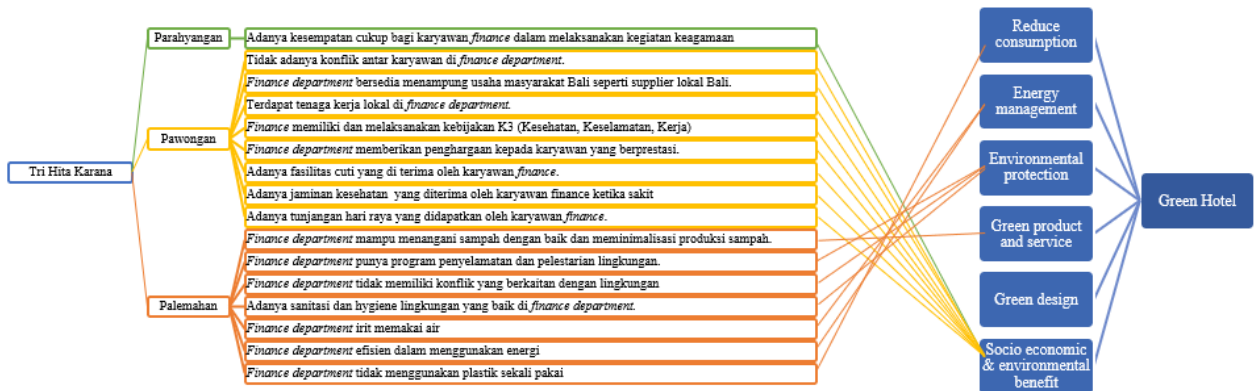 Tri Hita Karana
Parahyangan
Pawongan
Palemahan
Adanya kesempatan cukup bagi karyawan finance dalam melaksanakan kegiatan keagamaan
Tidak adanya konflik antar karyawan di finance department.
Finance department bersedia menampung usaha masyarakat Bali seperti supplier lokal Bali.
Terdapat tenaga kerja lokal di finance department.
Finance memiliki dan melaksanakan kebijakan K3 (Kesehatan, Keselamatan, Kerja)
Finance department memberikan penghargaan kepada karyawan yang berprestasi.
Adanya fasilitas cuti yang di terima oleh karyawan finance.
Adanya jaminan kesehatan yang diterima oleh karyawan finance ketika sakit
Adanya tunjangan hari raya yang didapatkan oleh karyawan finance.
Finance department mampu menangani sampah dengan baik dan meminimalisasi produksi sampah.
Finance department punya program penyelamatan dan pelestarian lingkungan.
Finance department tidak memiliki konflik yang berkaitan dengan lingkungan
Adanya sanitasi dan hygiene lingkungan yang baik di finance department.
Finance department irit memakai air
Finance department efisien dalam menggunakan energi
Finance department tidak menggunakan plastik sekali pakai
Reduce
consumption
Energy
management
Environmental
protection
Green product
and service
Green design
Socio economic
& environmental
benefit
Green Hotel